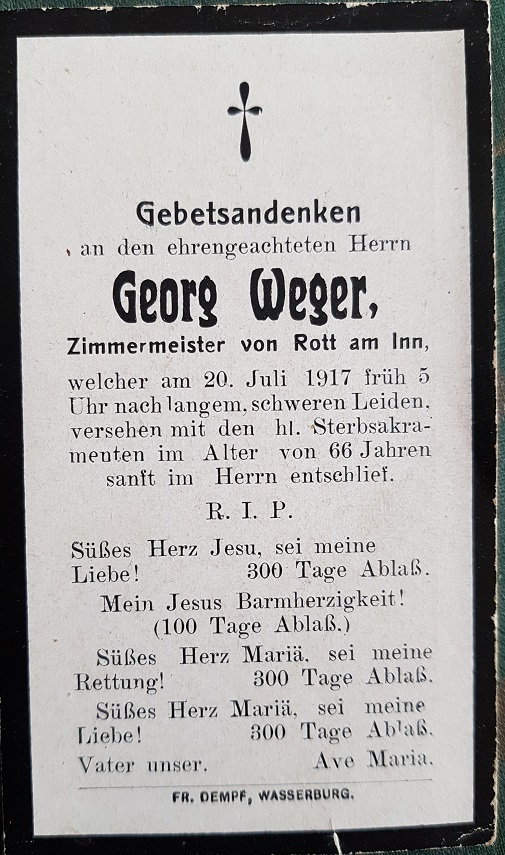 Gebetsandenken
an den ehrengeachteten Herrn
Georg Weger,
Zimmermeister von Rott am Inn,
welcher am 20. Juli 1917 früh 5
Uhr nach langem, schweren Leiden,
versehen mit den hl. Sterbsakra-
menten im Alter von 66 Jahren
sanft im Herrn entschlief.
R. I. P.
Süßes Herz Jesu, sei meine
Liebe! 300 Tage Ablaß.
Mein Jesus Barmherzigkeit!
(100 Tage Ablaß.)
Süßes Herz Mariä, sei meine
Rettung! 300 Tage Ablaß.
Süßes Herz Mariä, sei meine
Liebe! 300 Tage Ablaß.
Vater unser. Ave Maria.
FR. DEMPF, WASSERBURG.